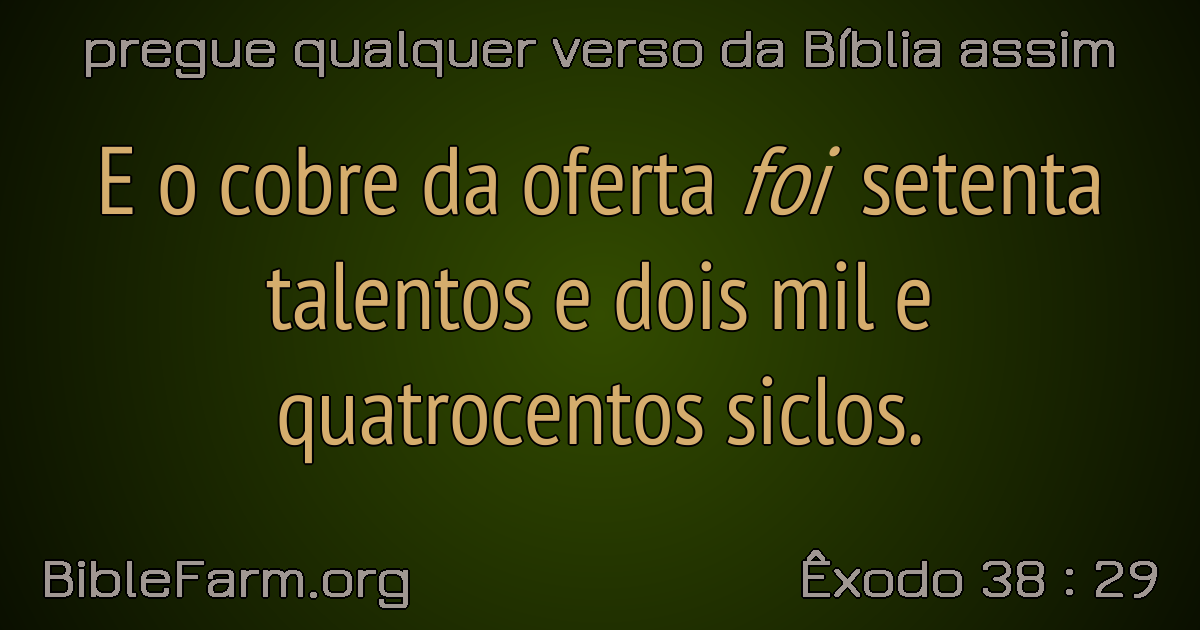 pregue qualquer verso da Bíblia assim
E o cobre da oferta foi setenta
talentos e dois mil e
quatrocentos siclos.
BibleFarm.org
Êxodo 38 : 29